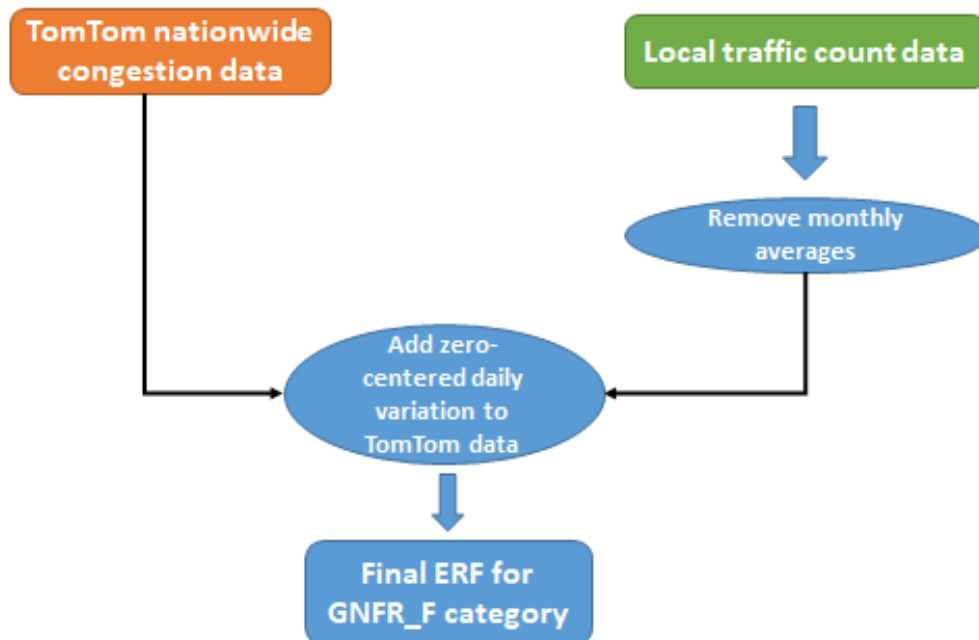 TomTom nationwide
congestion data
Local traffic count data
Remove monthly
averages
Add zero-
centered daily
variation to
TomTom data
Final ERF for
GNFR_F category